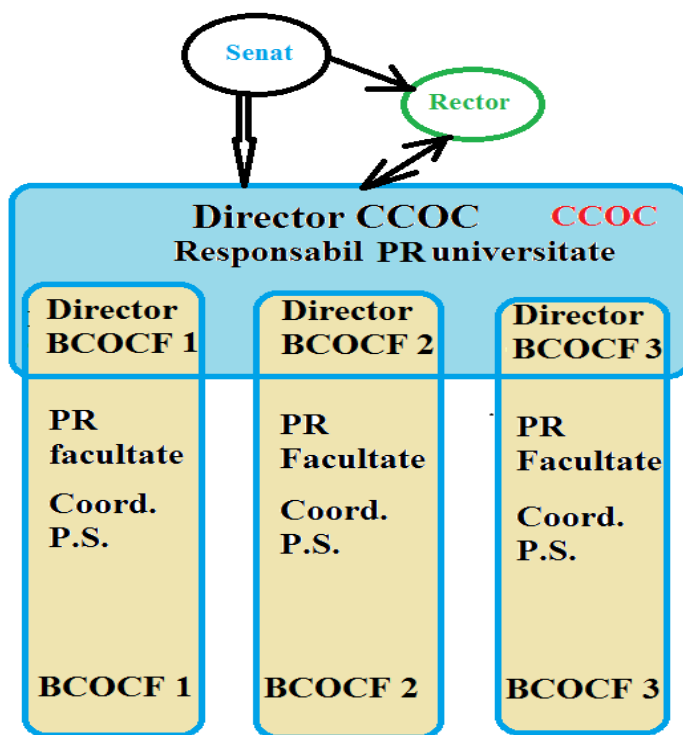 Senat
Rector
Director CCOC CCOC
Responsabil PR universitate
Director
BCOCF 1
PR
facultate
Coord.
P.S.
BCOCF 1
Director
BCOCF 2
PR
Facultate
Coord.
P.S.
BCOCF 2
Director
BCOCF 3
PR
Facultate
Coord.
P.S.
BCOCF 3